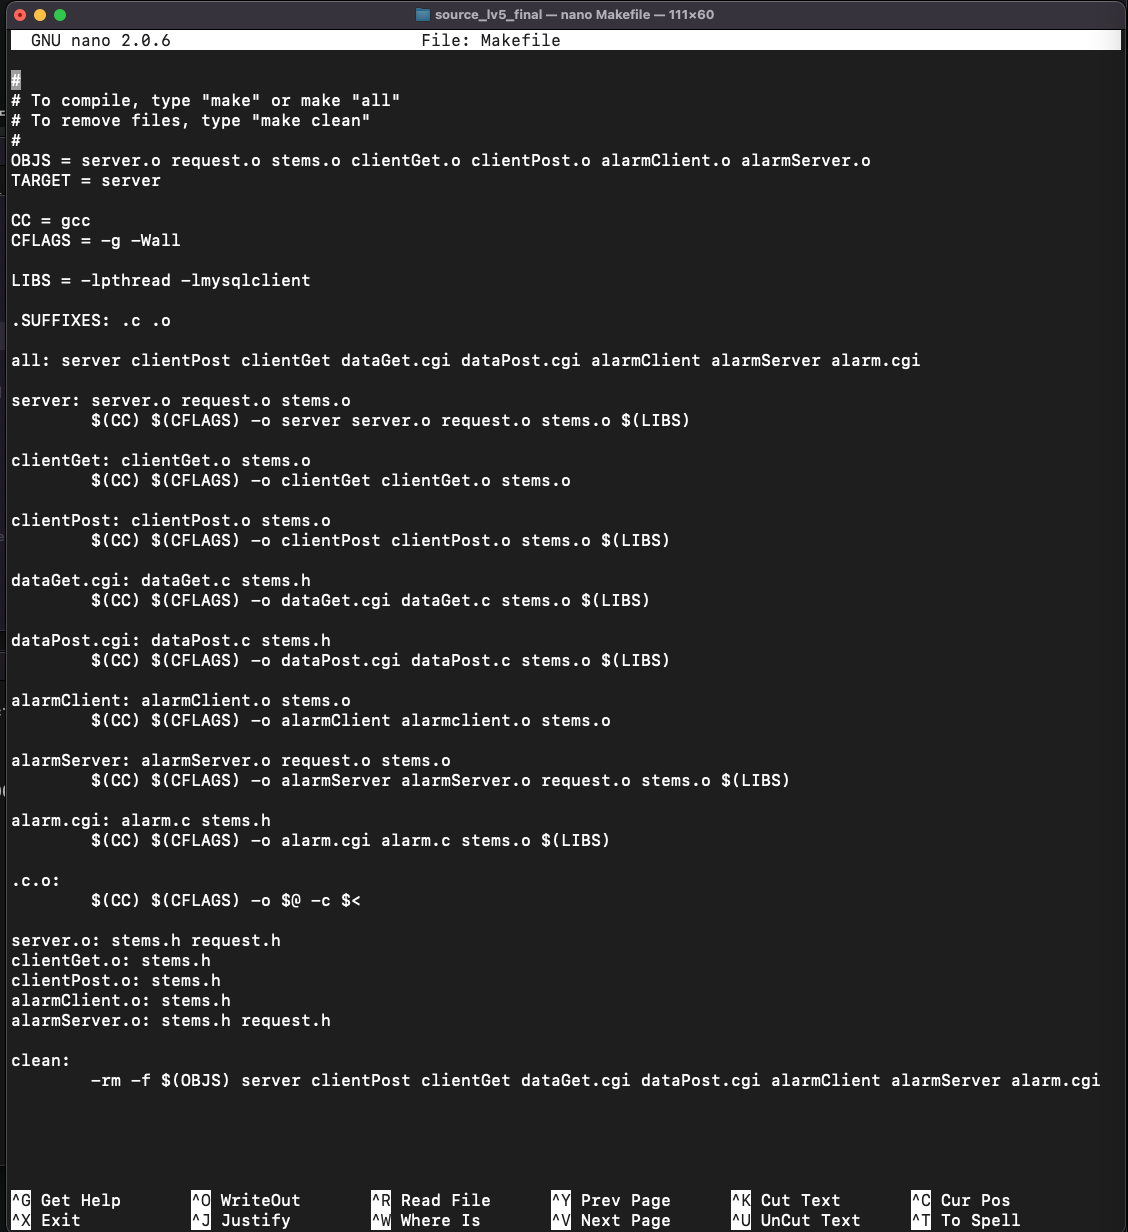 source_lv5_final — nano Makefile — 111×60
GNU nano 2.0.6 File: Makefile
#
# To compile, type "make" or make "all"
# To remove files, type "make clean"
#
OBJS = server.o request.o stems.o clientGet.o clientPost.o alarmClient.o alarmServer.o
TARGET = server
CC = gcc
CFLAGS = -g -Wall
LIBS = -lpthread -lmysqlclient
.SUFFIXES: .c .o
all: server clientPost clientGet dataGet.cgi dataPost.cgi alarmClient alarmServer alarm.cgi
server: server.o request.o stems.o
$(CC) $(CFLAGS) -o server server.o request.o stems.o $(LIBS)
clientGet: clientGet.o stems.o
$(CC) $(CFLAGS) -o clientGet clientGet.o stems.o
clientPost: clientPost.o stems.o
$(CC) $(CFLAGS) -o clientPost clientPost.o stems.o $(LIBS)
dataGet.cgi: dataGet.c stems.h
$(CC) $(CFLAGS) -o dataGet.cgi dataGet.c stems.o $(LIBS)
dataPost.cgi: dataPost.c stems.h
$(CC) $(CFLAGS) -o dataPost.cgi dataPost.c stems.o $(LIBS)
alarmClient: alarmClient.o stems.o
$(CC) $(CFLAGS) -o alarmClient alarmclient.o stems.o
alarmServer: alarmServer.o request.o stems.o
$(CC) $(CFLAGS) -o alarmServer alarmServer.o request.o stems.o $(LIBS)
alarm.cgi: alarm.c stems.h
$(CC) $(CFLAGS) -o alarm.cgi alarm.c stems.o $(LIBS)
.c.o:
$(CC) $(CFLAGS) -o $@ -c $<
server.o: stems.h request.h
clientGet.o: stems.h
clientPost.o: stems.h
alarmClient.o: stems.h
alarmServer.o: stems.h request.h
clean:
-rm -f $(OBJS) server clientPost clientGet dataGet.cgi dataPost.cgi alarmClient alarmServer alarm.cgi
^G Get Help ^O WriteOut ^R Read File ^Y Prev Page ^K Cut Text ^C Cur Pos
^X Exit ^J Justify ^W Where Is ^V Next Page ^U UnCut Text ^T To Spell